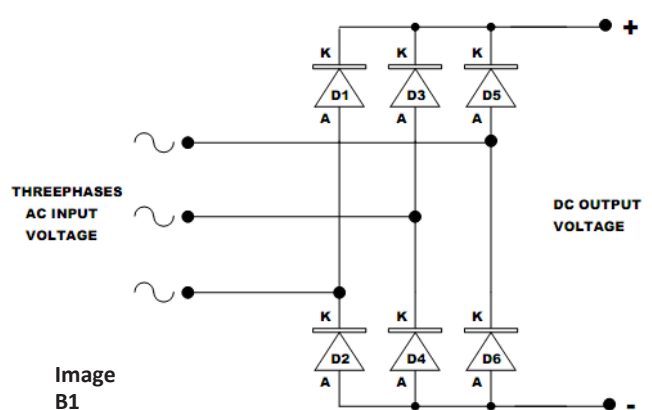 +
K K K
D1 D3 D5
A A A
THREEPHASES
AC INPUT
VOLTAGE
DC OUTPUT
VOLTAGE
K K K
D2 D4 D6
A A A
-
Image
B1